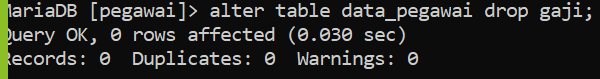 MariaDB [pegawai]> alter table data_pegawai drop gaji;
Query OK, 0 rows affected (0.030 sec)
Records: 0  Duplicates: 0  Warnings: 0